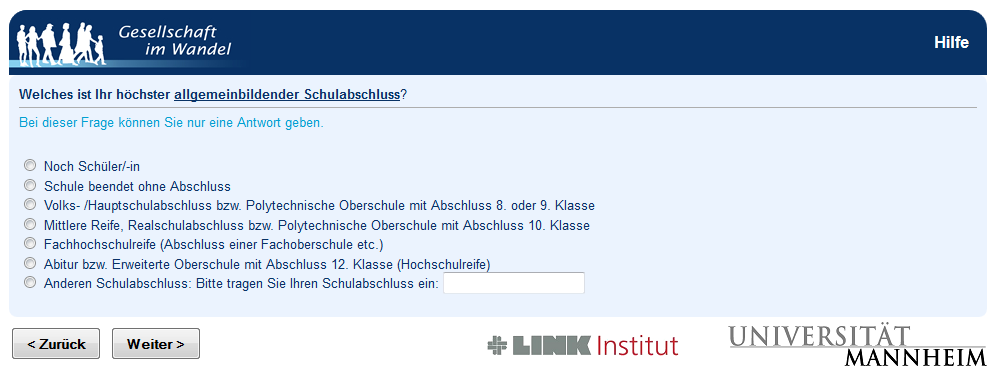 Gesellschaft
im Wandel
Hilfe
Welches ist Ihr höchster allgemeinbildender Schulabschluss?
Bei dieser Frage können Sie nur eine Antwort geben.
Noch Schüler/-in
Schule beendet ohne Abschluss
Volks- /Hauptschulabschluss bzw. Polytechnische Oberschule mit Abschluss 8. oder 9. Klasse
Mittlere Reife, Realschulabschluss bzw. Polytechnische Oberschule mit Abschluss 10. Klasse
Fachhochschulreife (Abschluss einer Fachoberschule etc.)
Abitur bzw. Erweiterte Oberschule mit Abschluss 12. Klasse (Hochschulreife)
Anderen Schulabschluss: Bitte tragen Sie Ihren Schulabschluss ein:
< Zurück Weiter >
LINK Institut
UNIVERSITÄT
MANNHEIM